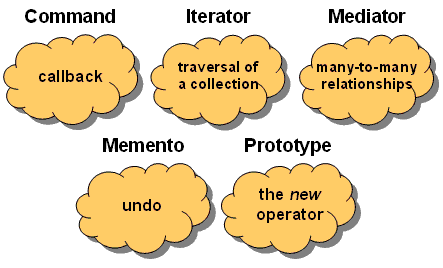 Command
Iterator
Mediator
callback
traversal of
a collection
many-to-many
relationships
Memento
Prototype
undo
the new
operator